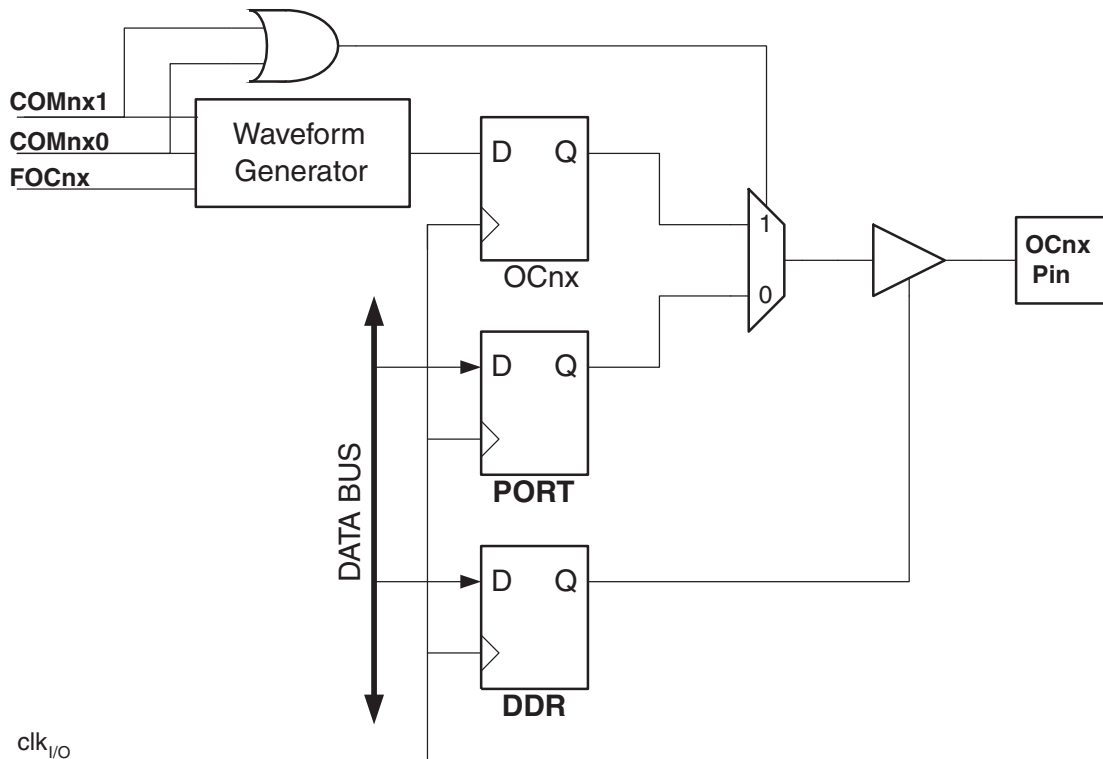 COMnx1
COMnx0
FOCnx
Waveform
Generator
D Q
OCnx
1
0
OCnx
Pin
D Q
PORT
DATA BUS
D Q
DDR
clkI/O